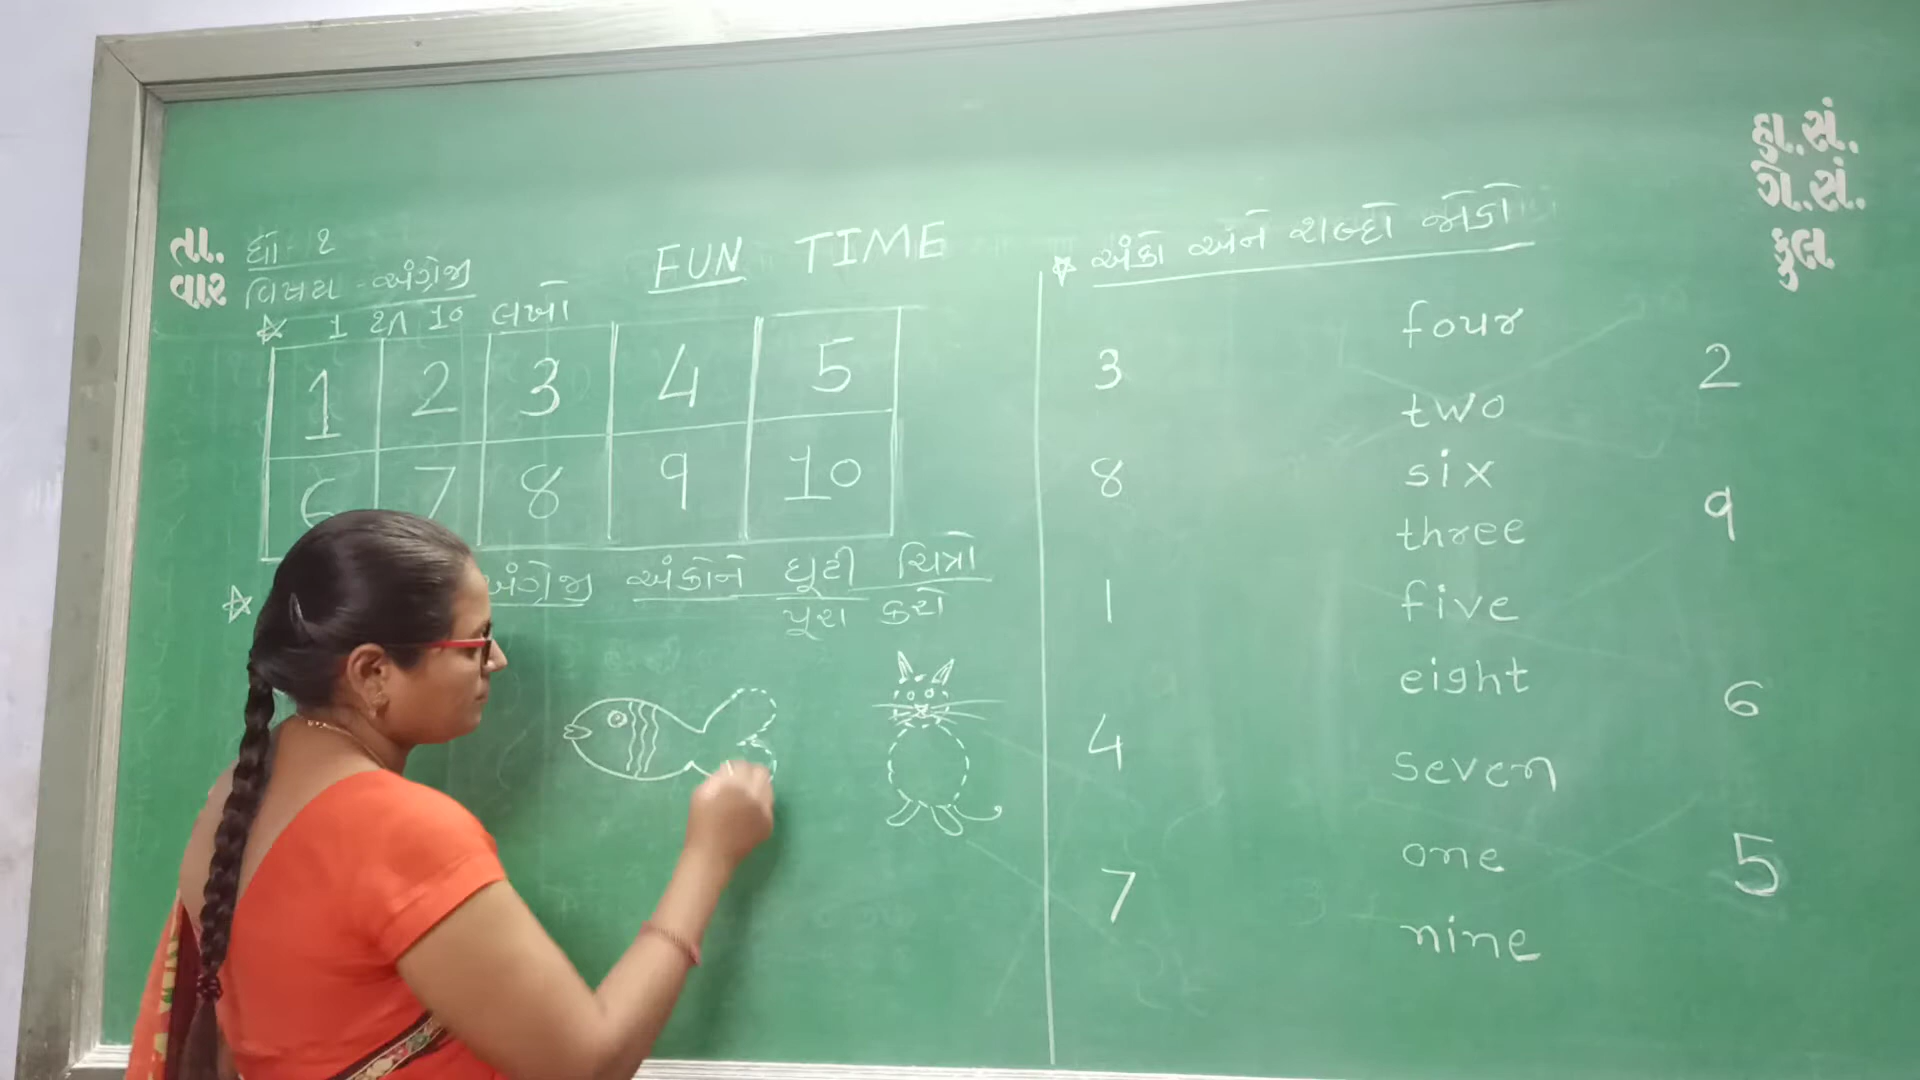 તા.
ધો - ૨
વાર
વિષય - અંગ્રેજી
FUN TIME
1 થી 10 લખો
1 2 3 4 5
6 7 8 9 10
અંગ્રેજી અંકોને ઘૂંટી ચિત્રો
પૂરા કરો
અંકો અને શબ્દો જોડો
four
3
2
two
8
six
9
three
1
five
eight
6
4
seven
one
5
7
nine
હા..સં.
ગે..સં.
કુલ